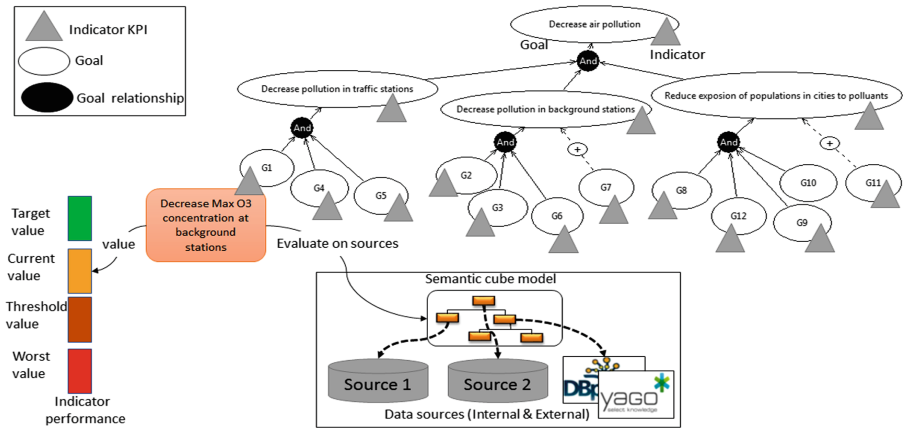 Indicator KPI
Goal
Goal relationship
Decrease air pollution
Goal
Indicator
And
Decrease pollution in traffic stations
Decrease pollution in background stations
Reduce exposion of populations in cities to polluants
And
And
And
+
+
G1
G4
G5
G2
G3
G6
G7
G8
G12
G9
G10
G11
Target
value
Current
value
Threshold
value
Worst
value
Indicator
performance
value
Decrease Max O3
concentration at
background
stations
Evaluate on sources
Semantic cube model
Source 1
Source 2
DBp
yago
select knowledge
Data sources (Internal & External)